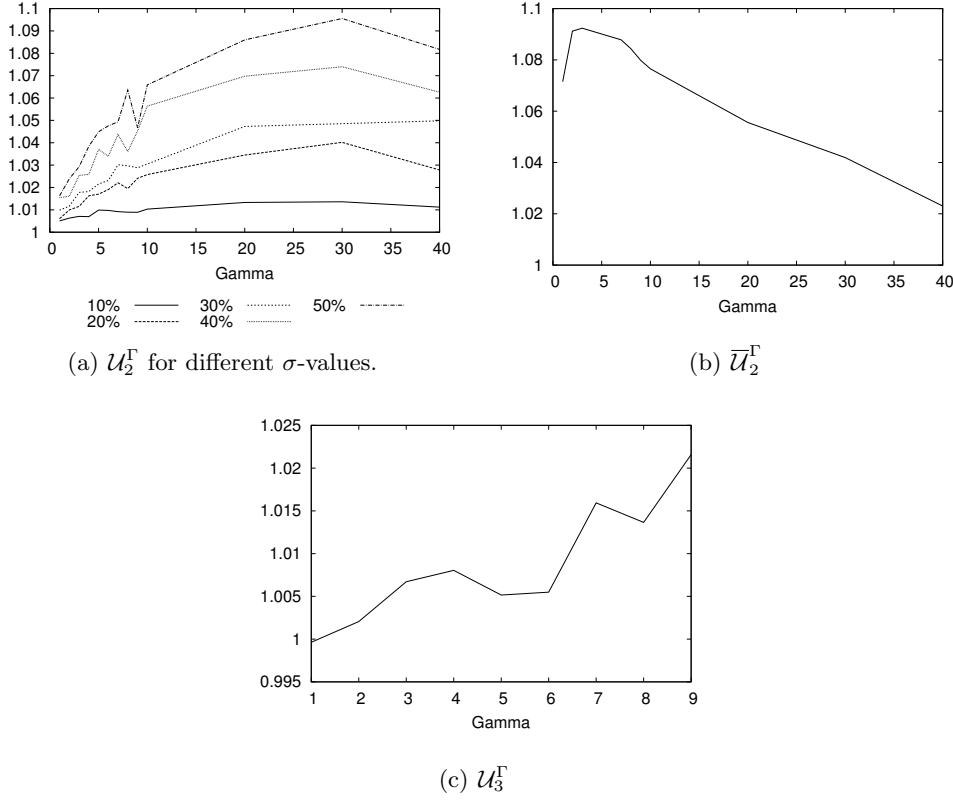 1.1
1.09
1.08
1.07
1.06
1.05
1.04
1.03
1.02
1.01
1
0 5 10 15 20 25 30 35 40
Gamma
10% 30% 50%
20% 40%
(a) 𝒰₂^Γ for different σ-values.
1.1
1.08
1.06
1.04
1.02
1
0 5 10 15 20 25 30 35 40
Gamma
(b) 𝒰̅₂^Γ
1.025
1.02
1.015
1.01
1.005
1
0.995
1 2 3 4 5 6 7 8 9
Gamma
(c) 𝒰₃^Γ